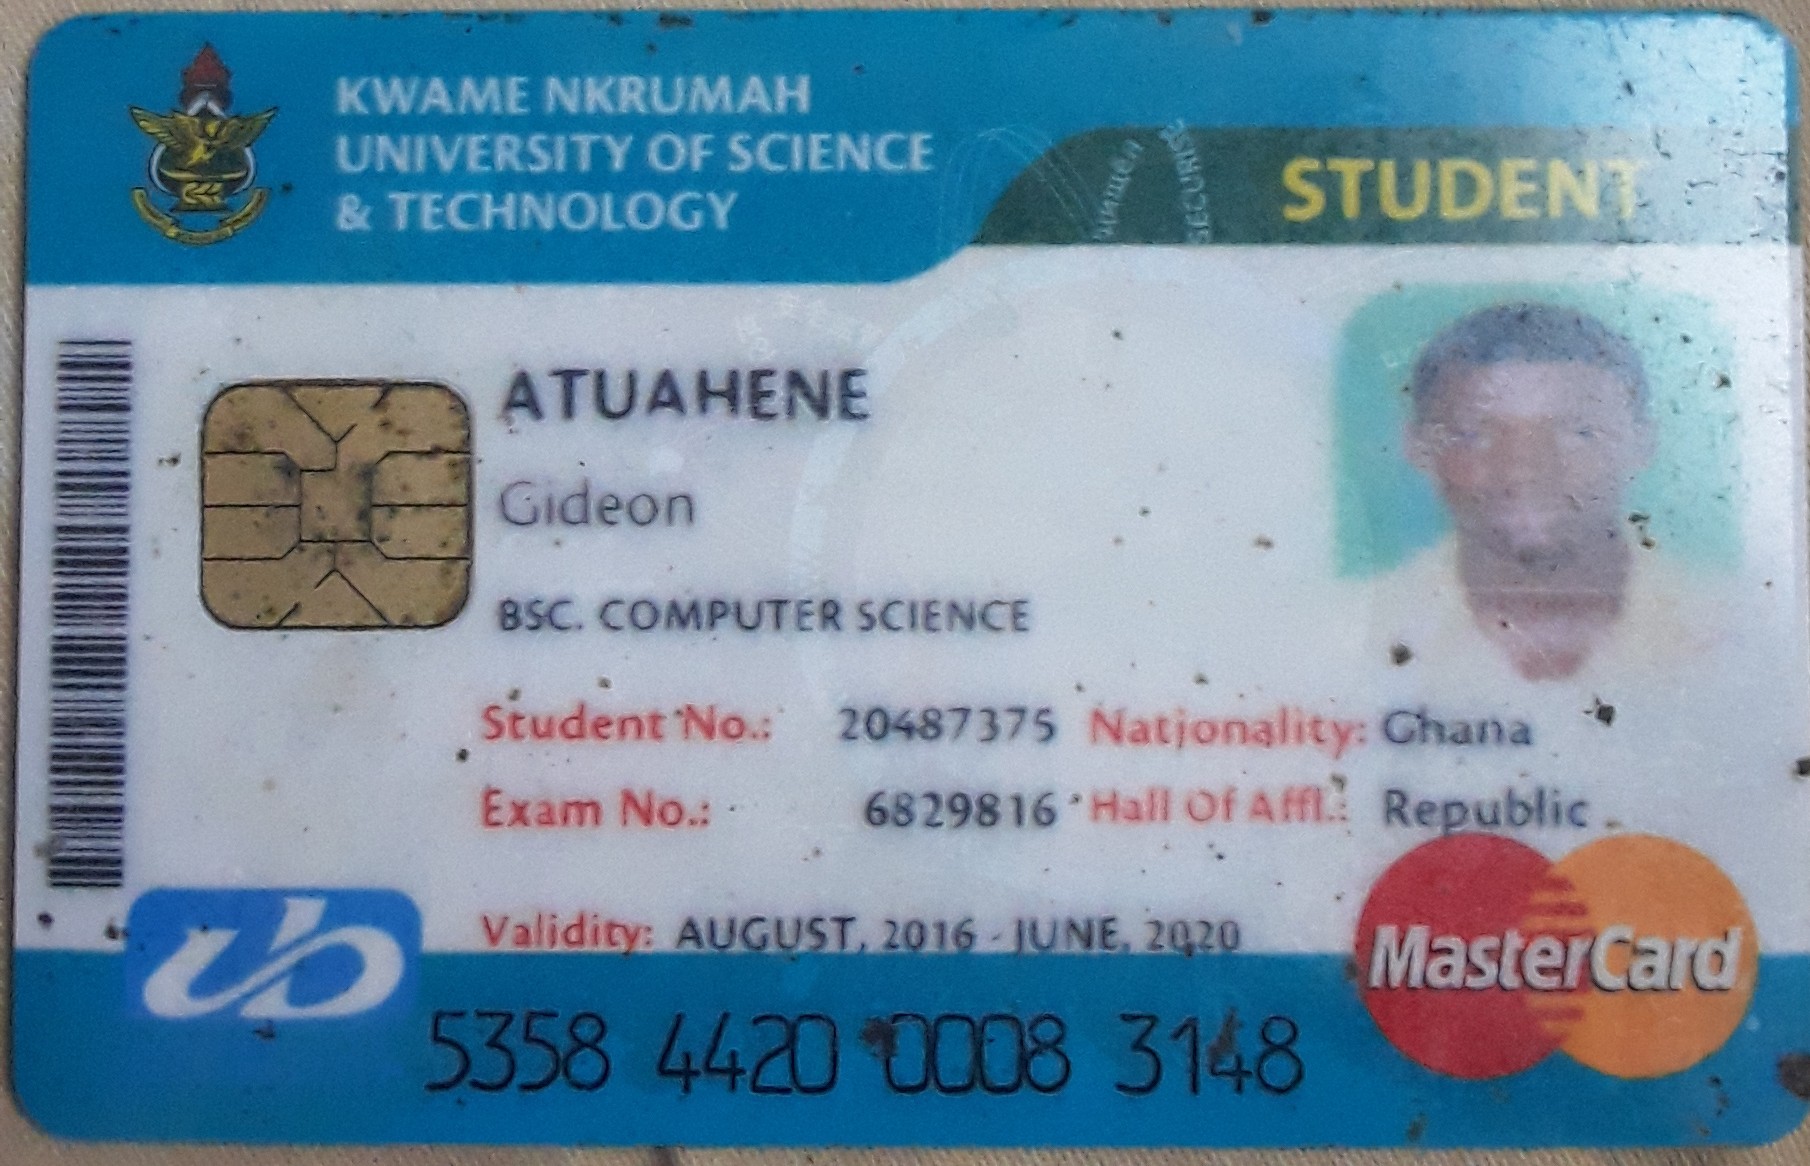 KWAME NKRUMAH
UNIVERSITY OF SCIENCE
& TECHNOLOGY
STUDENT
ATUAHENE
Gideon
BSC. COMPUTER SCIENCE
Student No.: 20487375 Nationality: Ghana
Exam No.: 6829816 Hall Of Affl.: Republic
Validity: AUGUST, 2016 - JUNE, 2020
MasterCard
ub
5358 4420 0008 3148